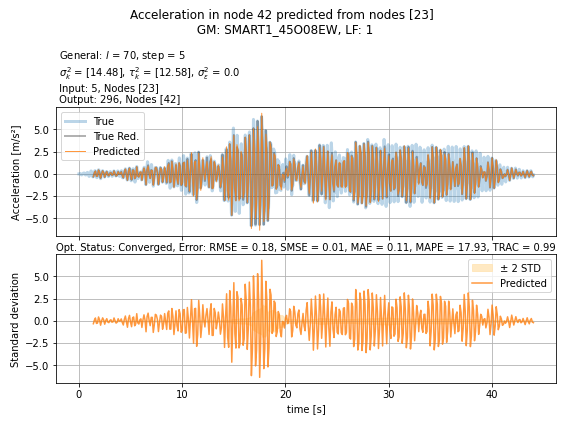 Acceleration in node 42 predicted from nodes [23]
GM: SMART1_45O08EW, LF: 1
General: l = 70, step = 5
σ²ₖ = [14.48], τ²ₖ = [12.58], σ²ε = 0.0
Input: 5, Nodes [23]
Output: 296, Nodes [42]
Acceleration [m/s²]
5.0
2.5
0.0
−2.5
−5.0
True
True Red.
Predicted
Opt. Status: Converged, Error: RMSE = 0.18, SMSE = 0.01, MAE = 0.11, MAPE = 17.93, TRAC = 0.99
Standard deviation
5.0
2.5
0.0
−2.5
−5.0
± 2 STD
Predicted
0 10 20 30 40
time [s]